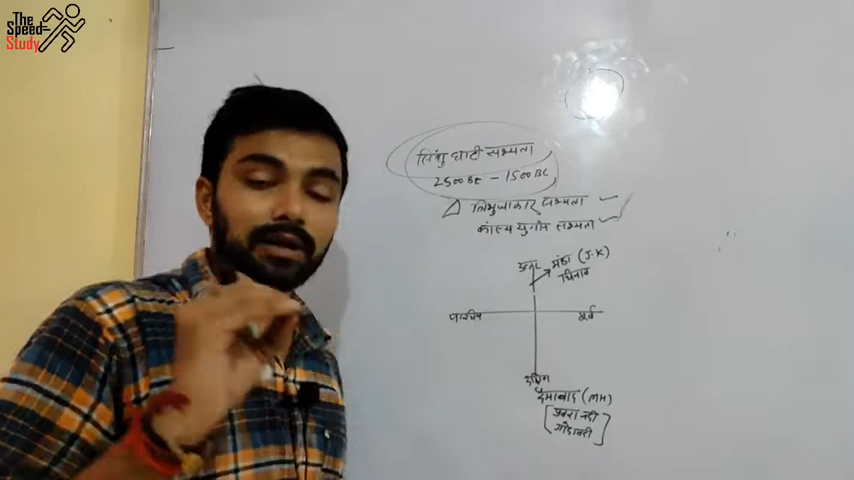 The
Speed
Study
सिंधु घाटी सभ्यता
2500 BC - 1500 BC
त्रिभुजाकार सभ्यता
कांस्य युगीन सभ्यता
उत्तर
मंडा (J.K)
चिनाब
पश्चिम
पूर्व
दक्षिण
दैमाबाद (MH)
प्रवरा नदी
गोदावरी